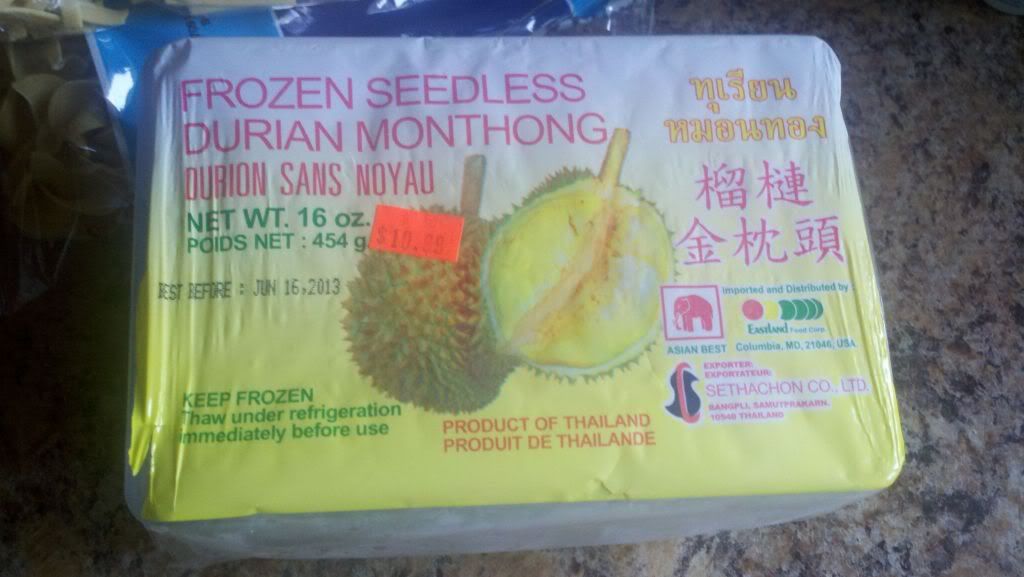 FROZEN SEEDLESS
DURIAN MONTHONG
DURION SANS NOYAU
NET WT. 16 oz.
POIDS NET : 454 g
BEST BEFORE : JUN 16,2013
KEEP FROZEN
Thaw under refrigeration
immediately before use
PRODUCT OF THAILAND
PRODUIT DE THAILANDE
ทุเรียน
หมอนทอง
榴槤
金枕頭
ASIAN BEST
Imported and Distributed by
Eastland Food Corp.
Columbia, MD, 21046, USA.
EXPORTER:
EXPORTATEUR:
SETHACHON CO., LTD.
BANGPLI, SAMUTPRAKARN.
10540 THAILAND